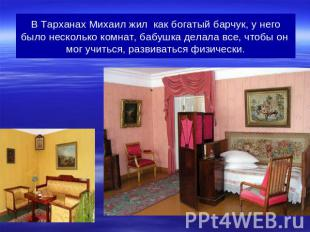 В Тарханах Михаил жил как богатый барчук, у него
было несколько комнат, бабушка делала все, чтобы он
мог учиться, развиваться физически.
PPt4WEB.ru